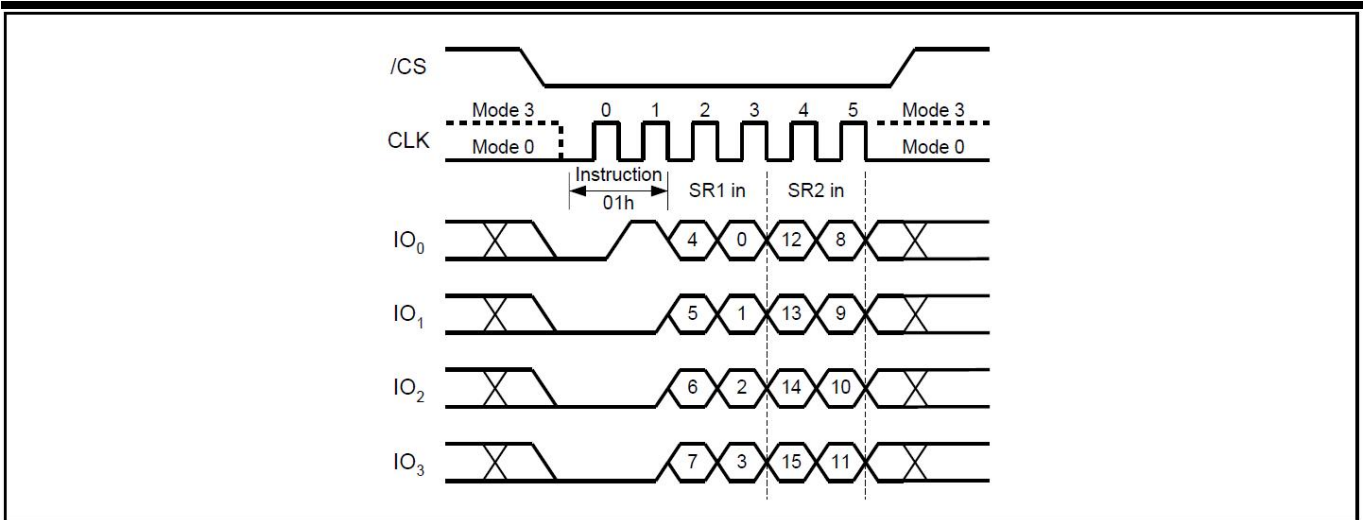 /CS
Mode 3 0 1 2 3 4 5 Mode 3
CLK
Mode 0 Mode 0
Instruction
01h
SR1 in SR2 in
IO0 4 0 12 8
IO1 5 1 13 9
IO2 6 2 14 10
IO3 7 3 15 11